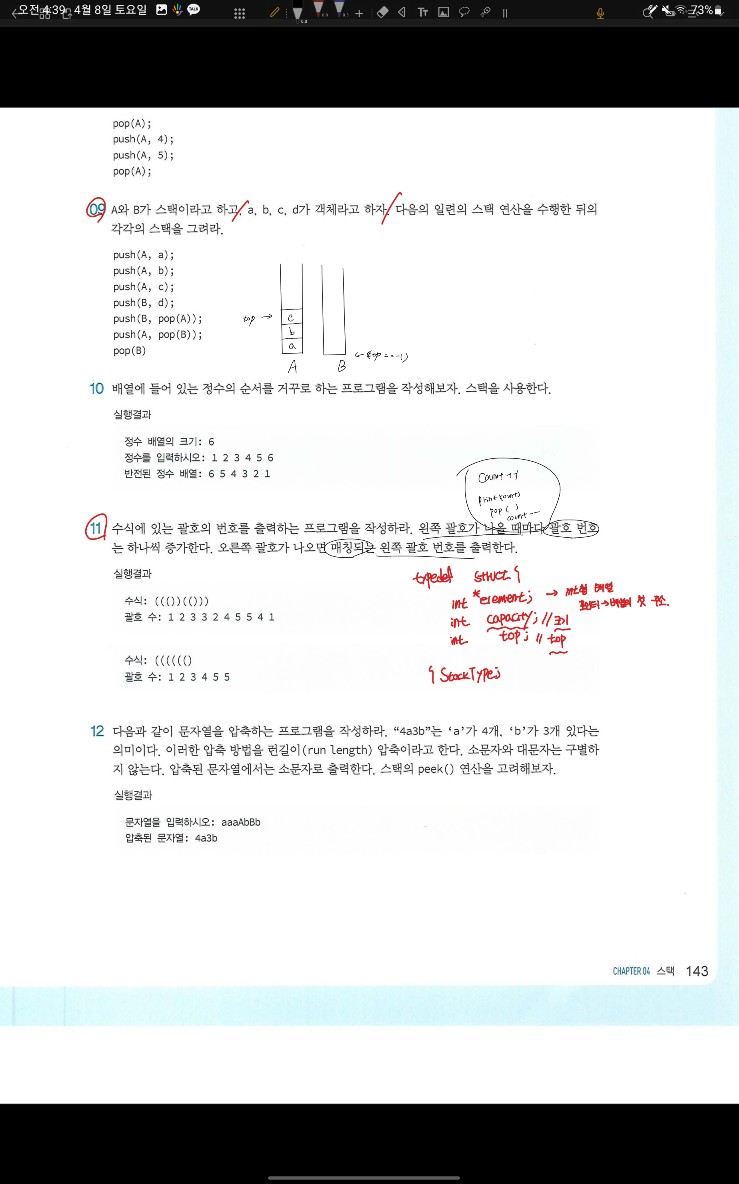 오전 4:39 4월 8일 토요일
73%
pop(A);
push(A, 4);
push(A, 5);
pop(A);
09 A와 B가 스택이라고 하고, a, b, c, d가 객체라고 하자. 다음의 일련의 스택 연산을 수행한 뒤의
각각의 스택을 그려라.
push(A, a);
push(A, b);
push(A, c);
push(B, d);
push(B, pop(A));
push(A, pop(B));
pop(B)
top → c
b
a
A B
10 배열에 들어 있는 정수의 순서를 거꾸로 하는 프로그램을 작성해보자. 스택을 사용한다.
실행결과
정수 배열의 크기: 6
정수를 입력하시오: 1 2 3 4 5 6
반전된 정수 배열: 6 5 4 3 2 1
count ++;
pop( )
count --
11 수식에 있는 괄호의 번호를 출력하는 프로그램을 작성하라. 왼쪽 괄호가 나올 때마다 괄호 번호
는 하나씩 증가한다. 오른쪽 괄호가 나오면 매칭되는 왼쪽 괄호 번호를 출력한다.
실행결과
수식: ((())(()))
괄호 수: 1 2 3 3 2 4 5 5 4 1
수식: (((((()
괄호 수: 1 2 3 4 5 5
typedef struct {
int *element; → int형 배열
포인터→배열의 첫 주소.
int capacity; // 크기
int top; // top
} StackType;
12 다음과 같이 문자열을 압축하는 프로그램을 작성하라. “4a3b”는 ‘a’가 4개, ‘b’가 3개 있다는
의미이다. 이러한 압축 방법을 런길이(run length) 압축이라고 한다. 소문자와 대문자는 구별하
지 않는다. 압축된 문자열에서는 소문자로 출력한다. 스택의 peek() 연산을 고려해보자.
실행결과
문자열을 입력하시오: aaaAbBb
압축된 문자열: 4a3b
CHAPTER 04 스택 143